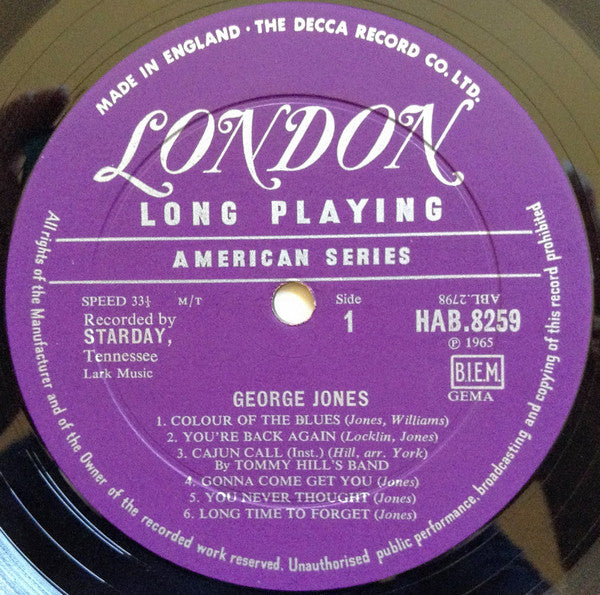 MADE IN ENGLAND · THE DECCA RECORD CO. LTD.
LONDON
LONG PLAYING
AMERICAN SERIES
SPEED 33⅓ M/T
Recorded by
STARDAY,
Tennessee
Lark Music
Side
1
ABL.2798
HAB.8259
℗ 1965
B.I.E.M.
GEMA
GEORGE JONES
1. COLOUR OF THE BLUES (Jones, Williams)
2. YOU'RE BACK AGAIN (Locklin, Jones)
3. CAJUN CALL (Inst.) (Hill, arr. York)
By TOMMY HILL'S BAND
4. GONNA COME GET YOU (Jones)
5. YOU NEVER THOUGHT (Jones)
6. LONG TIME TO FORGET (Jones)
All rights of the Manufacturer and of the Owner of the recorded work reserved. Unauthorised public performance, broadcasting and copying of this record prohibited